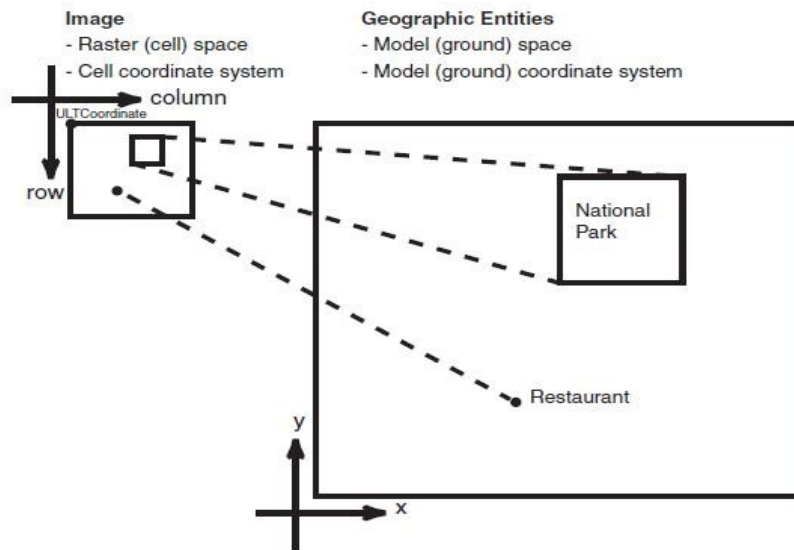 Image
- Raster (cell) space
- Cell coordinate system
Geographic Entities
- Model (ground) space
- Model (ground) coordinate system
column
ULTCoordinate
row
National
Park
Restaurant
y
x